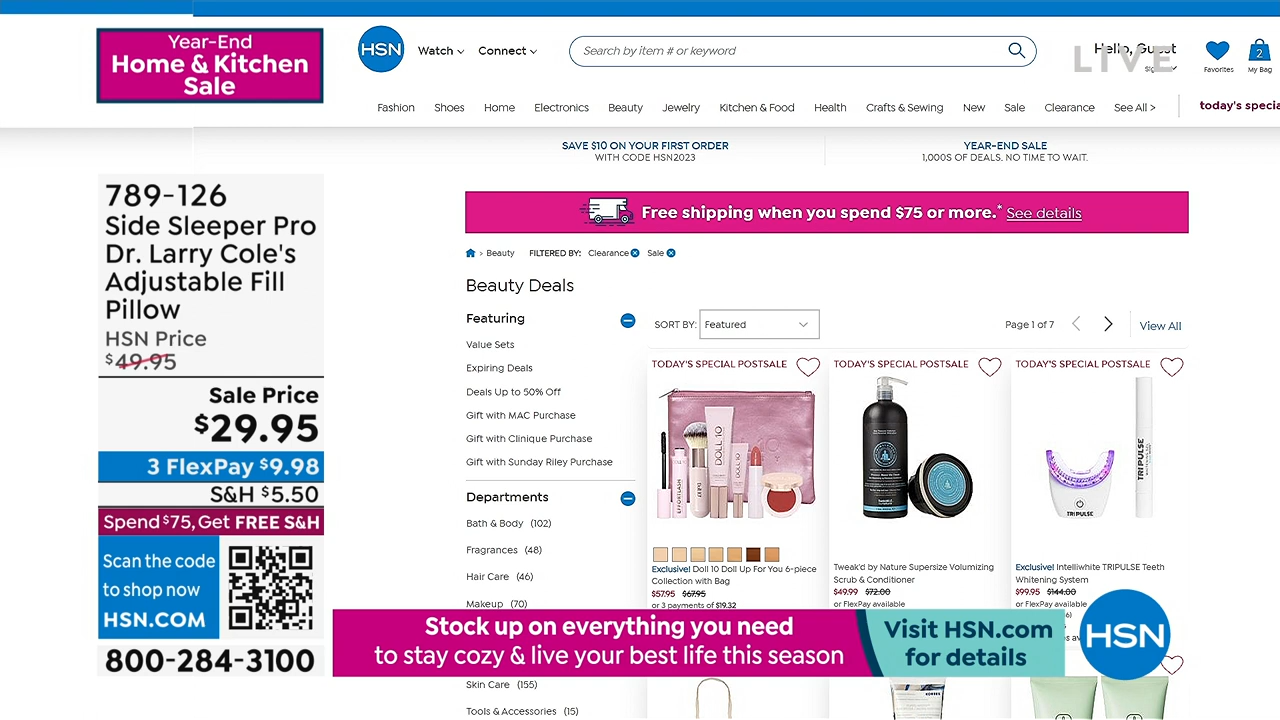 Year-End
Home & Kitchen
Sale
HSN
Watch
Connect
Search by item # or keyword
Hello, Guest
LIVE
Favorites
2
My Bag
Fashion
Shoes
Home
Electronics
Beauty
Jewelry
Kitchen & Food
Health
Crafts & Sewing
New
Sale
Clearance
See All >
today's specia
SAVE $10 ON YOUR FIRST ORDER
WITH CODE HSN2023
YEAR-END SALE
1,000S OF DEALS. NO TIME TO WAIT.
789-126
Side Sleeper Pro
Dr. Larry Cole's
Adjustable Fill
Pillow
HSN Price
$49.95
Sale Price
$29.95
3 FlexPay $9.98
S&H $5.50
Spend $75, Get FREE S&H
Scan the code
to shop now
HSN.COM
800-284-3100
Free shipping when you spend $75 or more.* See details
> Beauty
FILTERED BY: Clearance Sale
Beauty Deals
Featuring
Value Sets
Expiring Deals
Deals Up to 50% Off
Gift with MAC Purchase
Gift with Clinique Purchase
Gift with Sunday Riley Purchase
Departments
Bath & Body (102)
Fragrances (48)
Hair Care (46)
Makeup (70)
Skin Care (155)
Tools & Accessories (15)
SORT BY: Featured
Page 1 of 7
View All
TODAY'S SPECIAL POSTSALE
DOLL 10
DOLL 10
Exclusive! Doll 10 Doll Up For You 6-piece
Collection with Bag
$57.95 $67.95
or 3 payments of $19.32
TODAY'S SPECIAL POSTSALE
Tweak'd by Nature Supersize Volumizing
Scrub & Conditioner
$49.99 $72.00
or FlexPay available
TODAY'S SPECIAL POSTSALE
TRIPULSE
TRIPULSE
Exclusive! Intelliwhite TRIPULSE Teeth
Whitening System
$99.95 $144.00
or FlexPay available
Stock up on everything you need
to stay cozy & live your best life this season
Visit HSN.com
for details
HSN